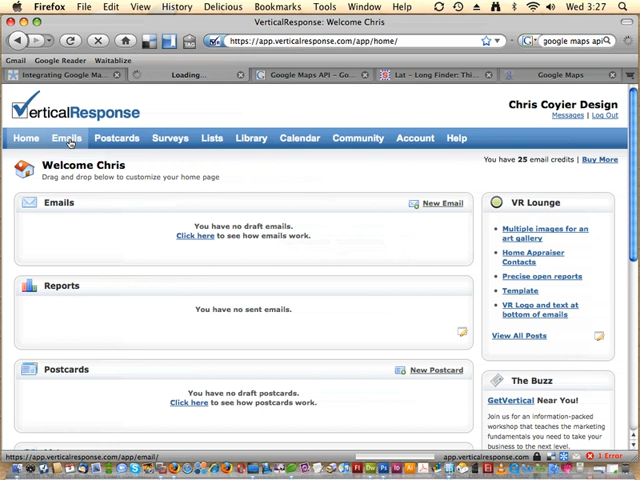 Firefox File Edit View History Delicious Bookmarks Tools Window Help Wed 3:27
VerticalResponse: Welcome Chris
https://app.verticalresponse.com/app/home/
google maps api
Gmail Google Reader Waitablize
Integrating Google Ma... Loading... Google Maps API - Go... Lat - Long Finder: Thi... Google Maps
VerticalResponse
Chris Coyier Design
Messages | Log Out
Home Emails Postcards Surveys Lists Library Calendar Community Account Help
Welcome Chris
Drag and drop below to customize your home page
You have 25 email credits | Buy More
Emails
New Email
You have no draft emails.
Click here to see how emails work.
Reports
You have no sent emails.
Postcards
New Postcard
You have no draft postcards.
Click here to see how postcards work.
VR Lounge
Multiple images for an
art gallery
Home Appraiser
Contacts
Precise open reports
Template
VR Logo and text at
bottom of emails
View All Posts
The Buzz
GetVertical Near You!
Join us for an information-packed
workshop that teaches the marketing
fundamentals you need to take your
business to the next level.
https://app.verticalresponse.com/app/email/
app.verticalresponse.com
1 Error